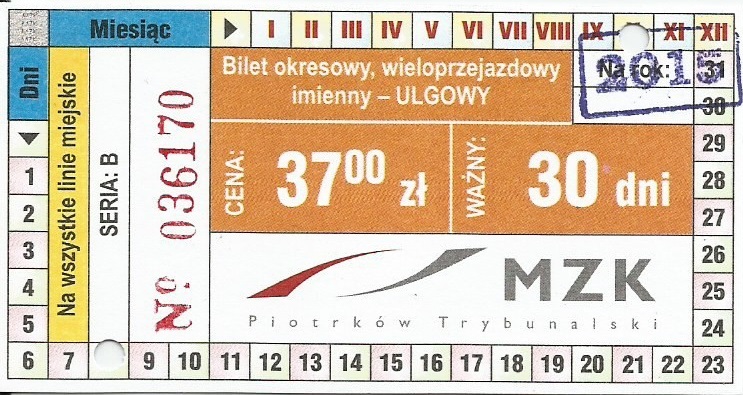 Miesiąc
I II III IV V VI VII VIII IX XI XII
Dni
Na wszystkie linie miejskie
SERIA: B
Nº 036170
Bilet okresowy, wieloprzejazdowy
imienny – ULGOWY
Na rok:
2015
CENA:
37⁰⁰ zł
WAŻNY:
30 dni
MZK
Piotrków Trybunalski
1
2
3
4
5
6 7 9 10 11 12 13 14 15 16 17 18 19 20 21 22 23
24
25
26
27
28
29
30
31